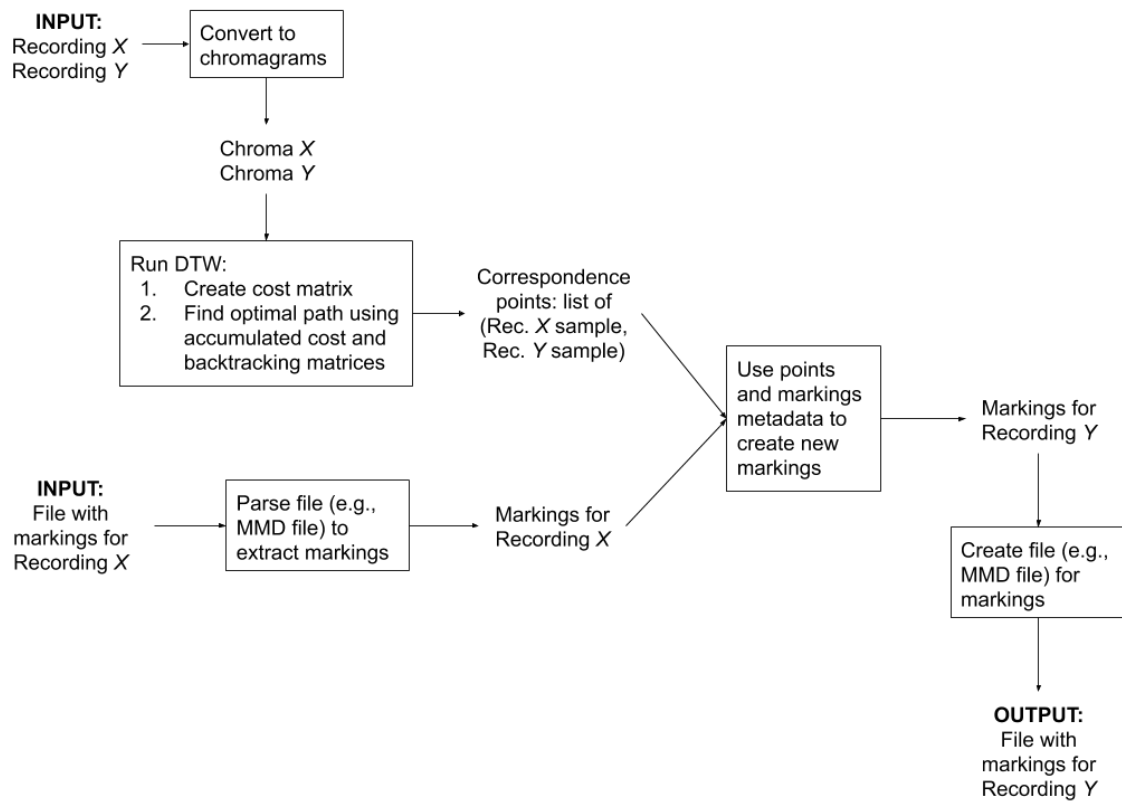 INPUT:
Recording X
Recording Y
Convert to
chromagrams
Chroma X
Chroma Y
Run DTW:
1. Create cost matrix
2. Find optimal path using
accumulated cost and
backtracking matrices
Correspondence
points: list of
(Rec. X sample,
Rec. Y sample)
INPUT:
File with
markings for
Recording X
Parse file (e.g.,
MMD file) to
extract markings
Markings for
Recording X
Use points
and markings
metadata to
create new
markings
Markings for
Recording Y
Create file (e.g.,
MMD file) for
markings
OUTPUT:
File with
markings for
Recording Y